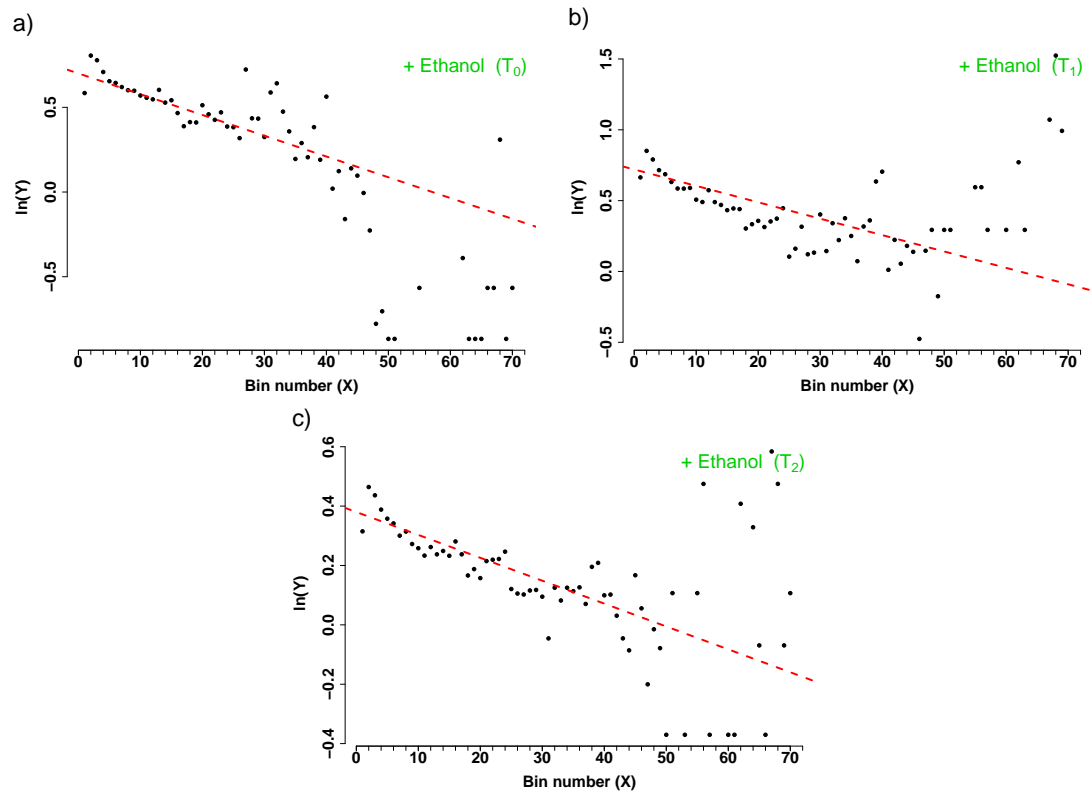 a)
+ Ethanol (T0)
ln(Y)
0.5
0.0
−0.5
0 10 20 30 40 50 60 70
Bin number (X)
b)
+ Ethanol (T1)
ln(Y)
1.5
1.0
0.5
0.0
−0.5
0 10 20 30 40 50 60 70
Bin number (X)
c)
+ Ethanol (T2)
ln(Y)
0.6
0.4
0.2
0.0
−0.2
−0.4
0 10 20 30 40 50 60 70
Bin number (X)